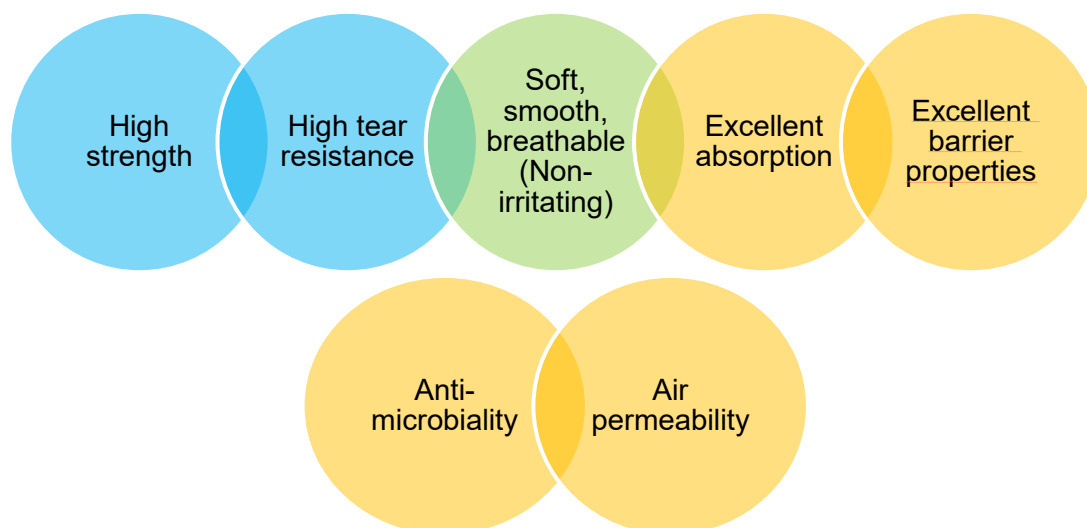 High
strength
High tear
resistance
Soft,
smooth,
breathable
(Non-
irritating)
Excellent
absorption
Excellent
barrier
properties
Anti-
microbiality
Air
permeability